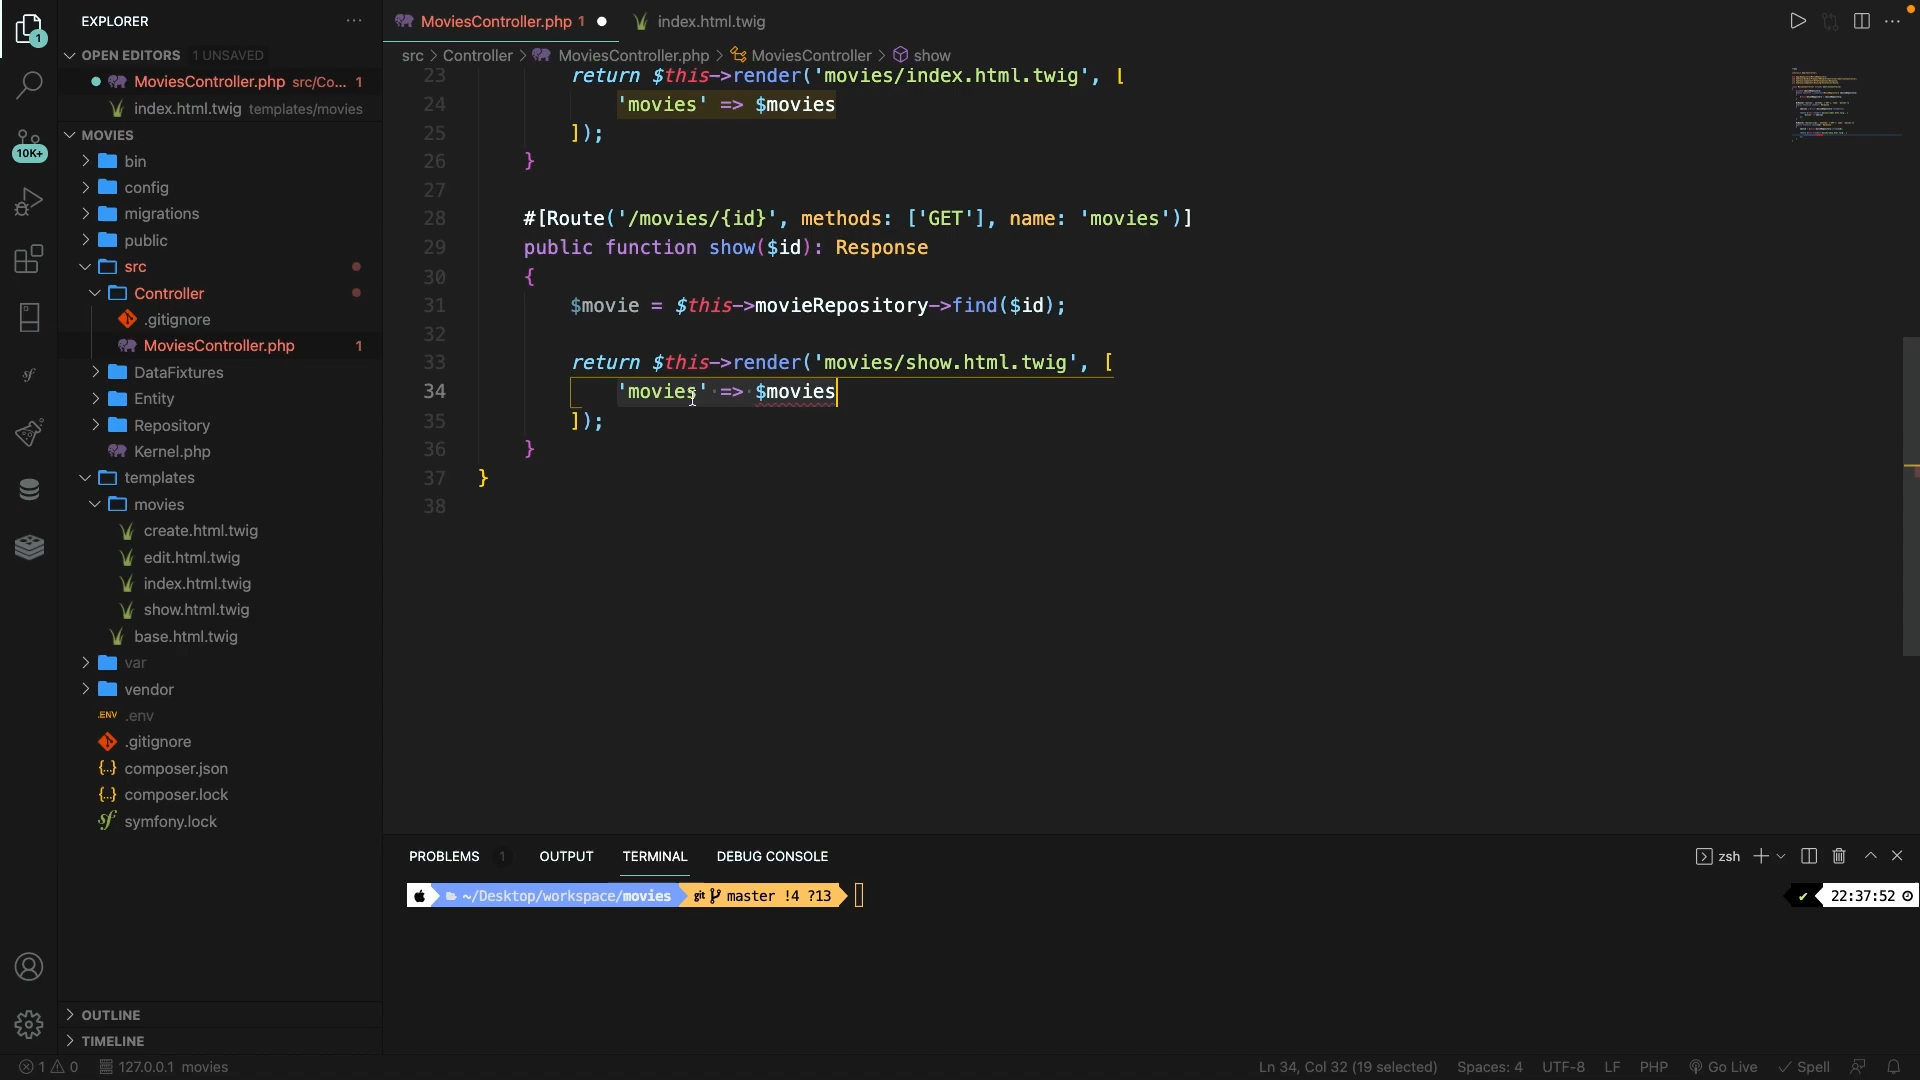 EXPLORER
OPEN EDITORS 1 UNSAVED
MoviesController.php src/Co... 1
index.html.twig templates/movies
MOVIES
bin
config
migrations
public
src
Controller
.gitignore
MoviesController.php 1
DataFixtures
Entity
Repository
Kernel.php
templates
movies
create.html.twig
edit.html.twig
index.html.twig
show.html.twig
base.html.twig
var
vendor
.ENV .env
.gitignore
{..} composer.json
{..} composer.lock
sf symfony.lock
OUTLINE
TIMELINE
1
10K+
sf
MoviesController.php 1
index.html.twig
src > Controller > MoviesController.php > MoviesController > show
23 return $this->render('movies/index.html.twig', [
24 'movies' => $movies
25 ]);
26 }
27
28 #[Route('/movies/{id}', methods: ['GET'], name: 'movies')]
29 public function show($id): Response
30 {
31 $movie = $this->movieRepository->find($id);
32
33 return $this->render('movies/show.html.twig', [
34 'movies' => $movies
35 ]);
36 }
37 }
38
PROBLEMS 1 OUTPUT TERMINAL DEBUG CONSOLE
zsh
~/Desktop/workspace/movies git master !4 ?13
22:37:52
1 0 127.0.0.1 movies
Ln 34, Col 32 (19 selected) Spaces: 4 UTF-8 LF PHP Go Live Spell